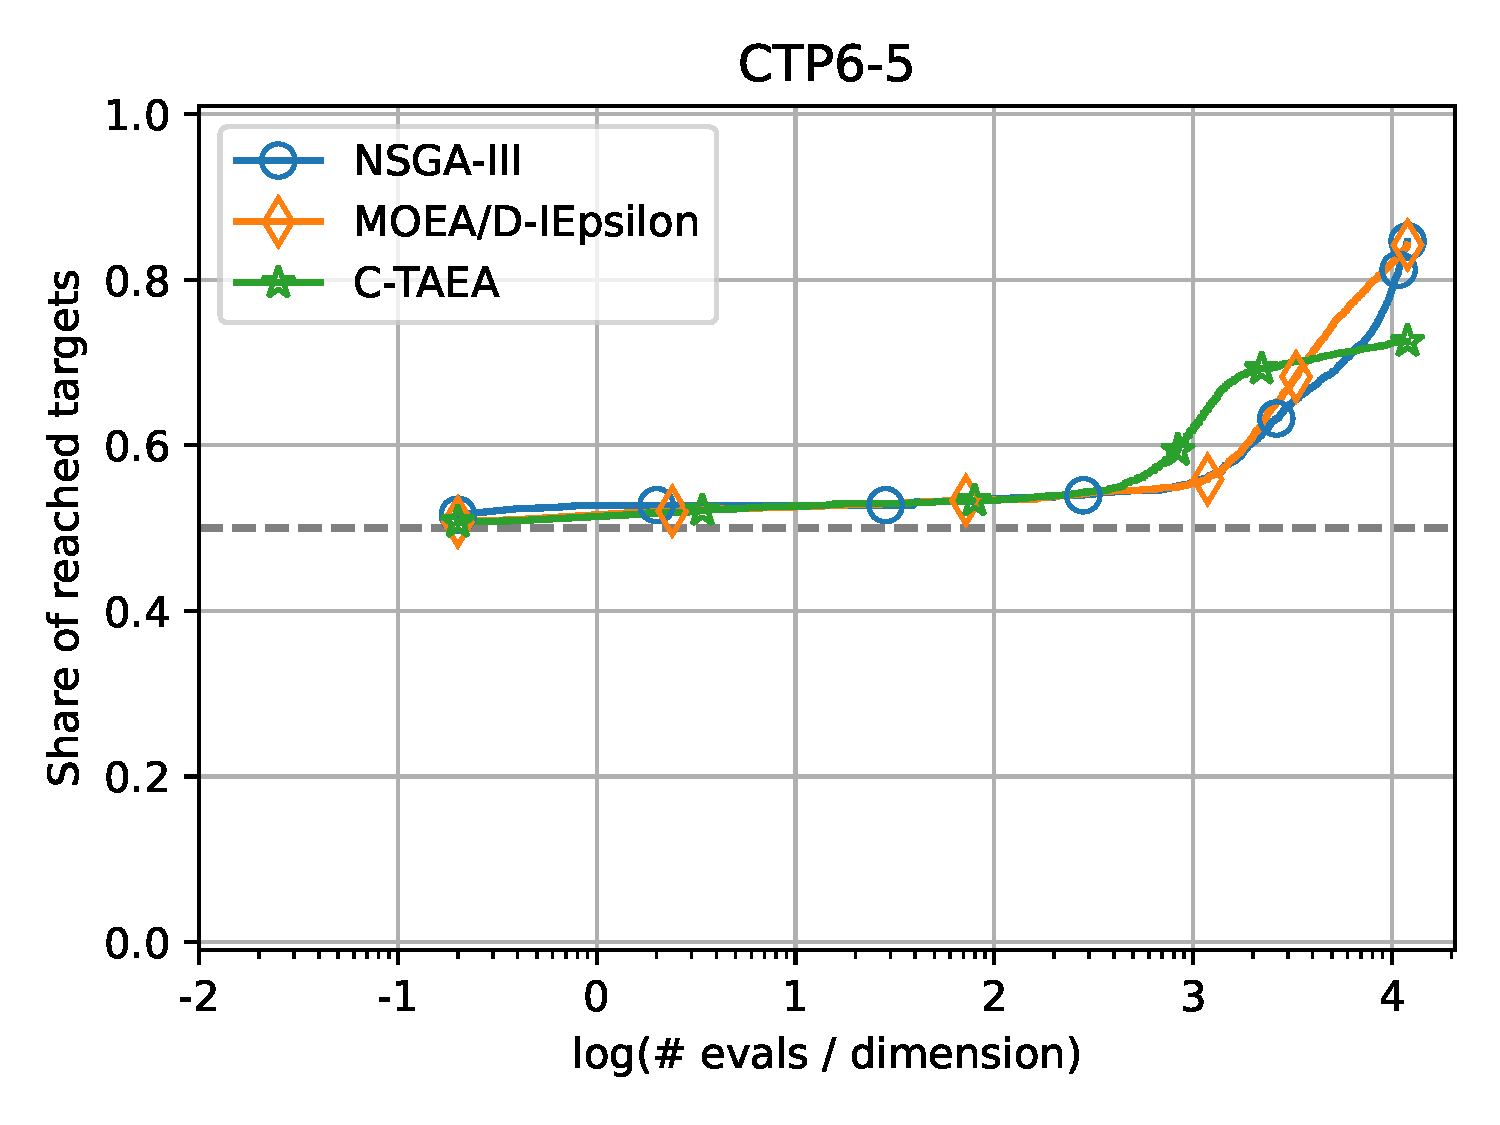 CTP6-5
NSGA-III
MOEA/D-IEpsilon
C-TAEA
Share of reached targets
1.0
0.8
0.6
0.4
0.2
0.0
-2 -1 0 1 2 3 4
log(# evals / dimension)